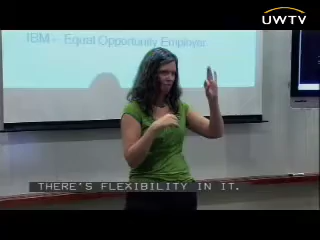 UWTV
IBM - Equal Opportunity Employer
THERE'S FLEXIBILITY IN IT.